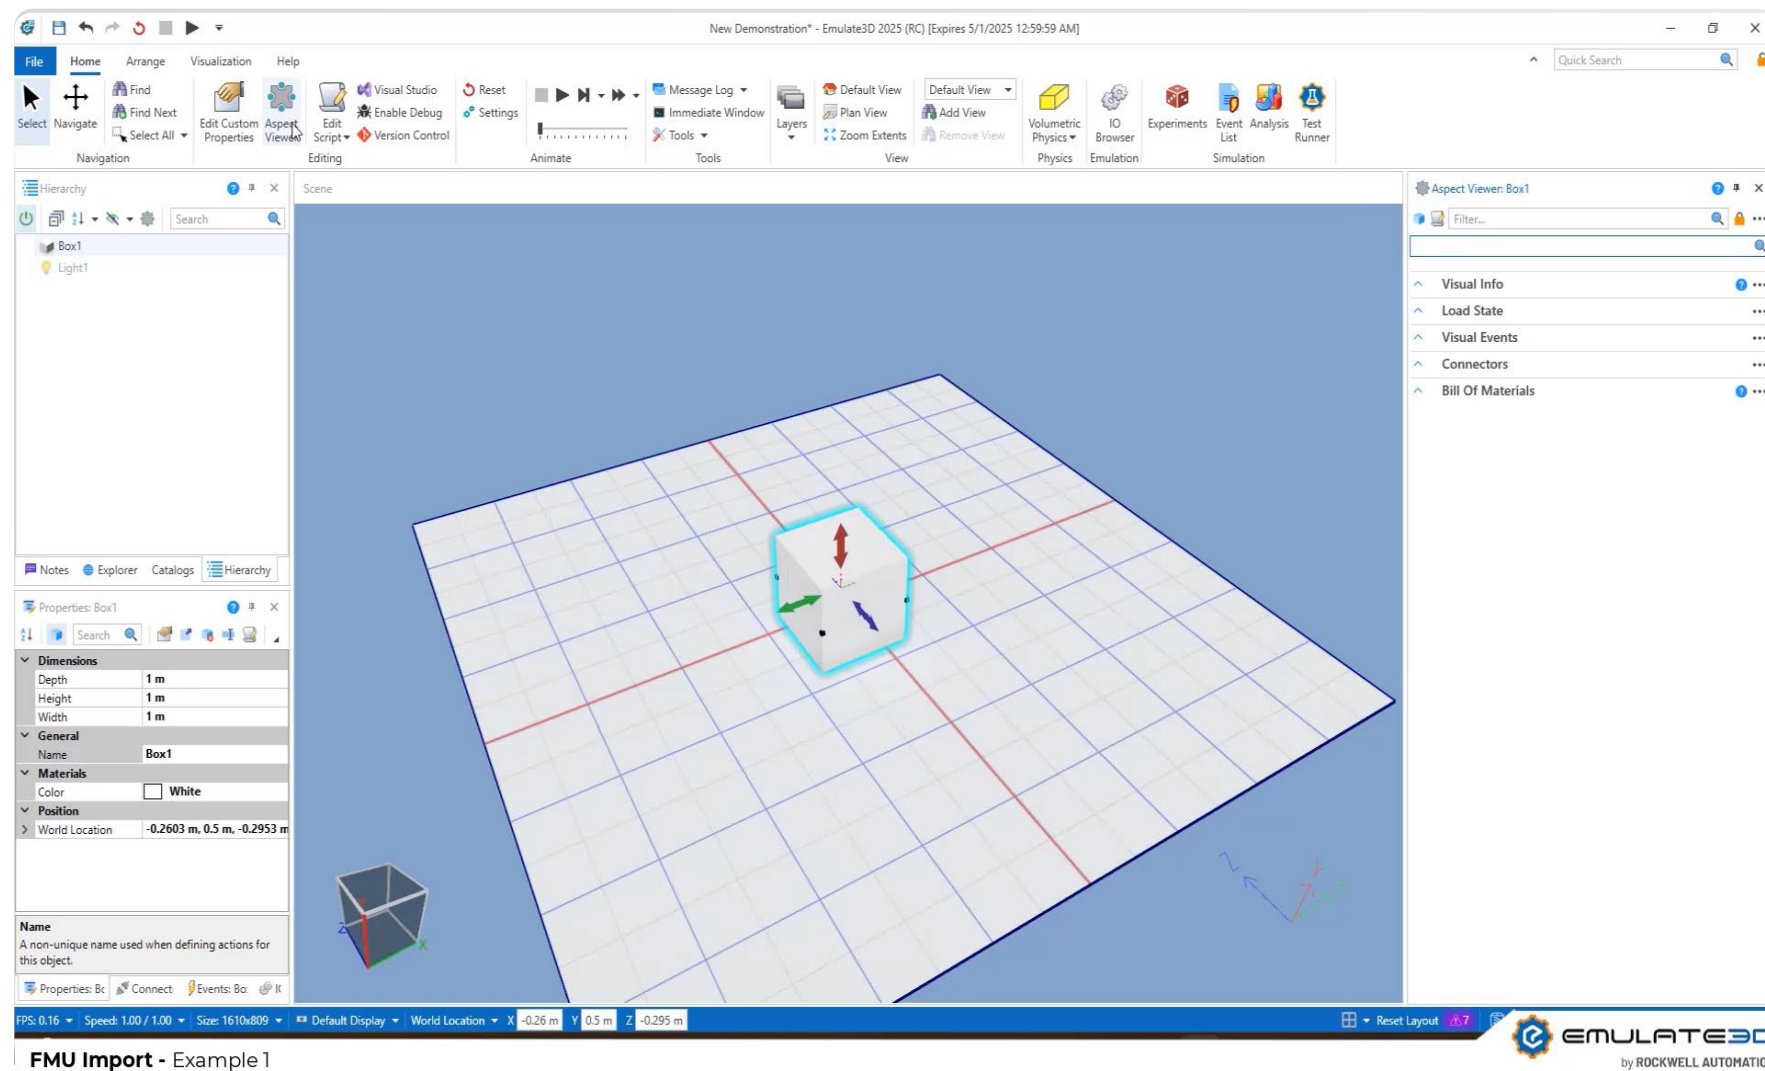 New Demonstration* - Emulate3D 2025 (RC) [Expires 5/1/2025 12:59:59 AM]
File Home Arrange Visualization Help
Quick Search
Select
Navigate
Find
Find Next
Select All
Navigation
Edit Custom Properties
Aspect Viewers
Edit Script
Visual Studio
Enable Debug
Version Control
Editing
Reset
Settings
Animate
Message Log
Immediate Window
Tools
Tools
Layers
Default View
Plan View
Zoom Extents
Default View
Add View
Remove View
View
Volumetric Physics
Physics
IO Browser
Emulation
Experiments
Event List
Analysis
Test Runner
Simulation
Hierarchy
Search
Box1
Light1
Notes Explorer Catalogs Hierarchy
Properties: Box1
Search
Dimensions
Depth 1 m
Height 1 m
Width 1 m
General
Name Box1
Materials
Color White
Position
World Location -0.2603 m, 0.5 m, -0.2953 m
Name
A non-unique name used when defining actions for
this object.
Properties: Bo Connect Events: Bo:
Scene
Z
X
Aspect Viewer: Box1
Filter...
Visual Info
Load State
Visual Events
Connectors
Bill Of Materials
FPS: 0.16 Speed: 1.00 / 1.00 Size: 1610x809 Default Display World Location X -0.26 m Y 0.5 m Z -0.295 m Reset Layout 7
FMU Import - Example 1
EMULATE3D
by ROCKWELL AUTOMATIO